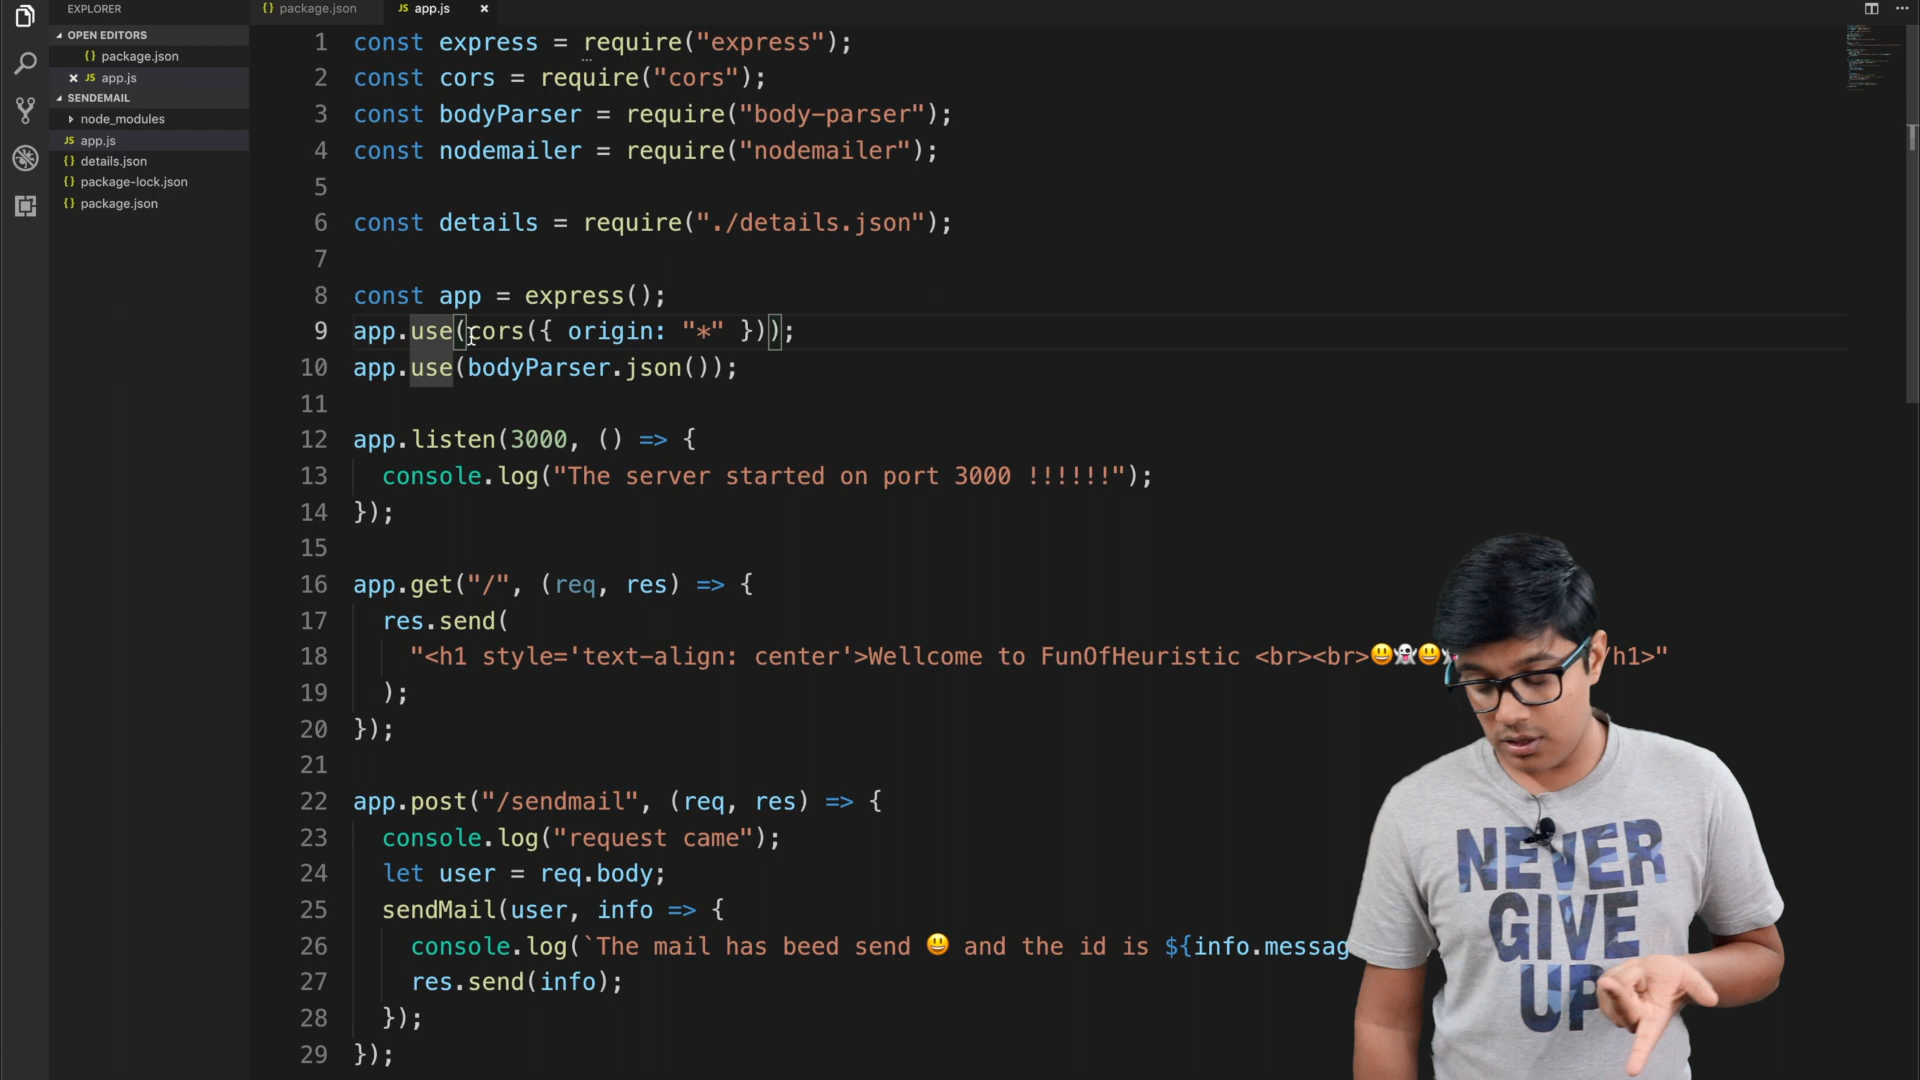 EXPLORER
OPEN EDITORS
{} package.json
JS app.js
SENDEMAIL
node_modules
JS app.js
{} details.json
{} package-lock.json
{} package.json
{} package.json
JS app.js
1 const express = require("express");
2 const cors = require("cors");
3 const bodyParser = require("body-parser");
4 const nodemailer = require("nodemailer");
5
6 const details = require("./details.json");
7
8 const app = express();
9 app.use(cors({ origin: "*" }));
10 app.use(bodyParser.json());
11
12 app.listen(3000, () => {
13 console.log("The server started on port 3000 !!!!!!");
14 });
15
16 app.get("/", (req, res) => {
17 res.send(
18 "<h1 style='text-align: center'>Wellcome to FunOfHeuristic <br><br>😃👻😃 /h1>"
19 );
20 });
21
22 app.post("/sendmail", (req, res) => {
23 console.log("request came");
24 let user = req.body;
25 sendMail(user, info => {
26 console.log(`The mail has beed send 😃 and the id is ${info.messag
27 res.send(info);
28 });
29 });
NEVER
GIVE
UP